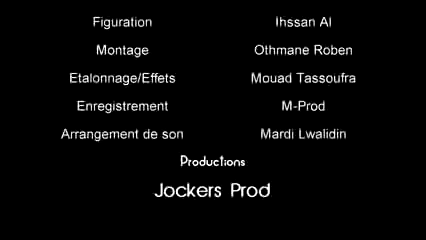 Figuration Ihssan Al
Montage Othmane Roben
Etalonnage/Effets Mouad Tassoufra
Enregistrement M-Prod
Arrangement de son Mardi Lwalidin
Productions
Jockers Prod